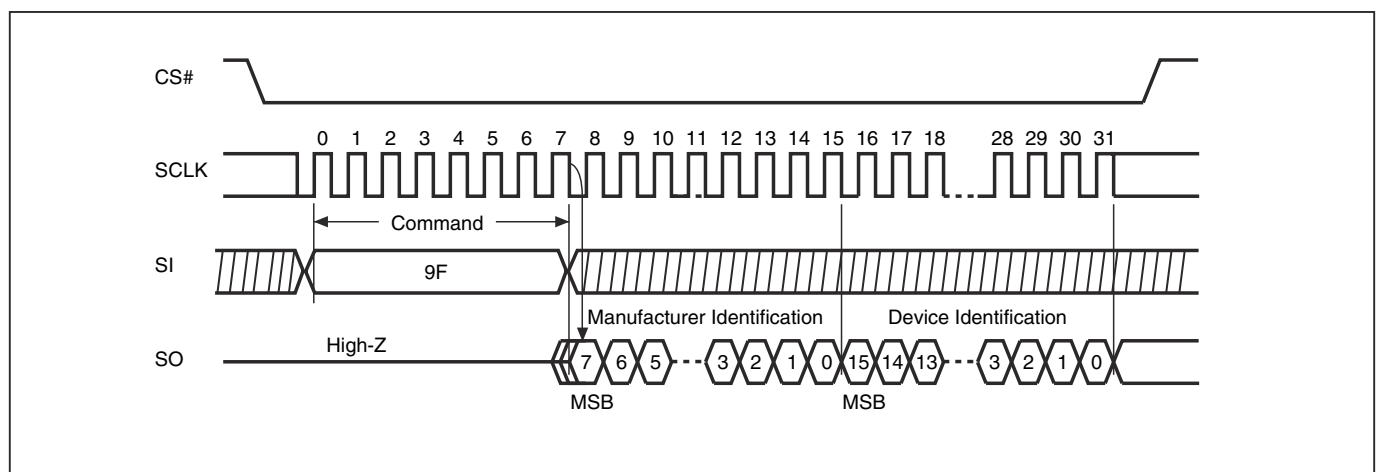 CS#
0 1 2 3 4 5 6 7 8 9 10 11 12 13 14 15 16 17 18 28 29 30 31
SCLK
Command
SI
9F
Manufacturer Identification Device Identification
High-Z
SO
7 6 5 3 2 1 0 15 14 13 3 2 1 0
MSB MSB